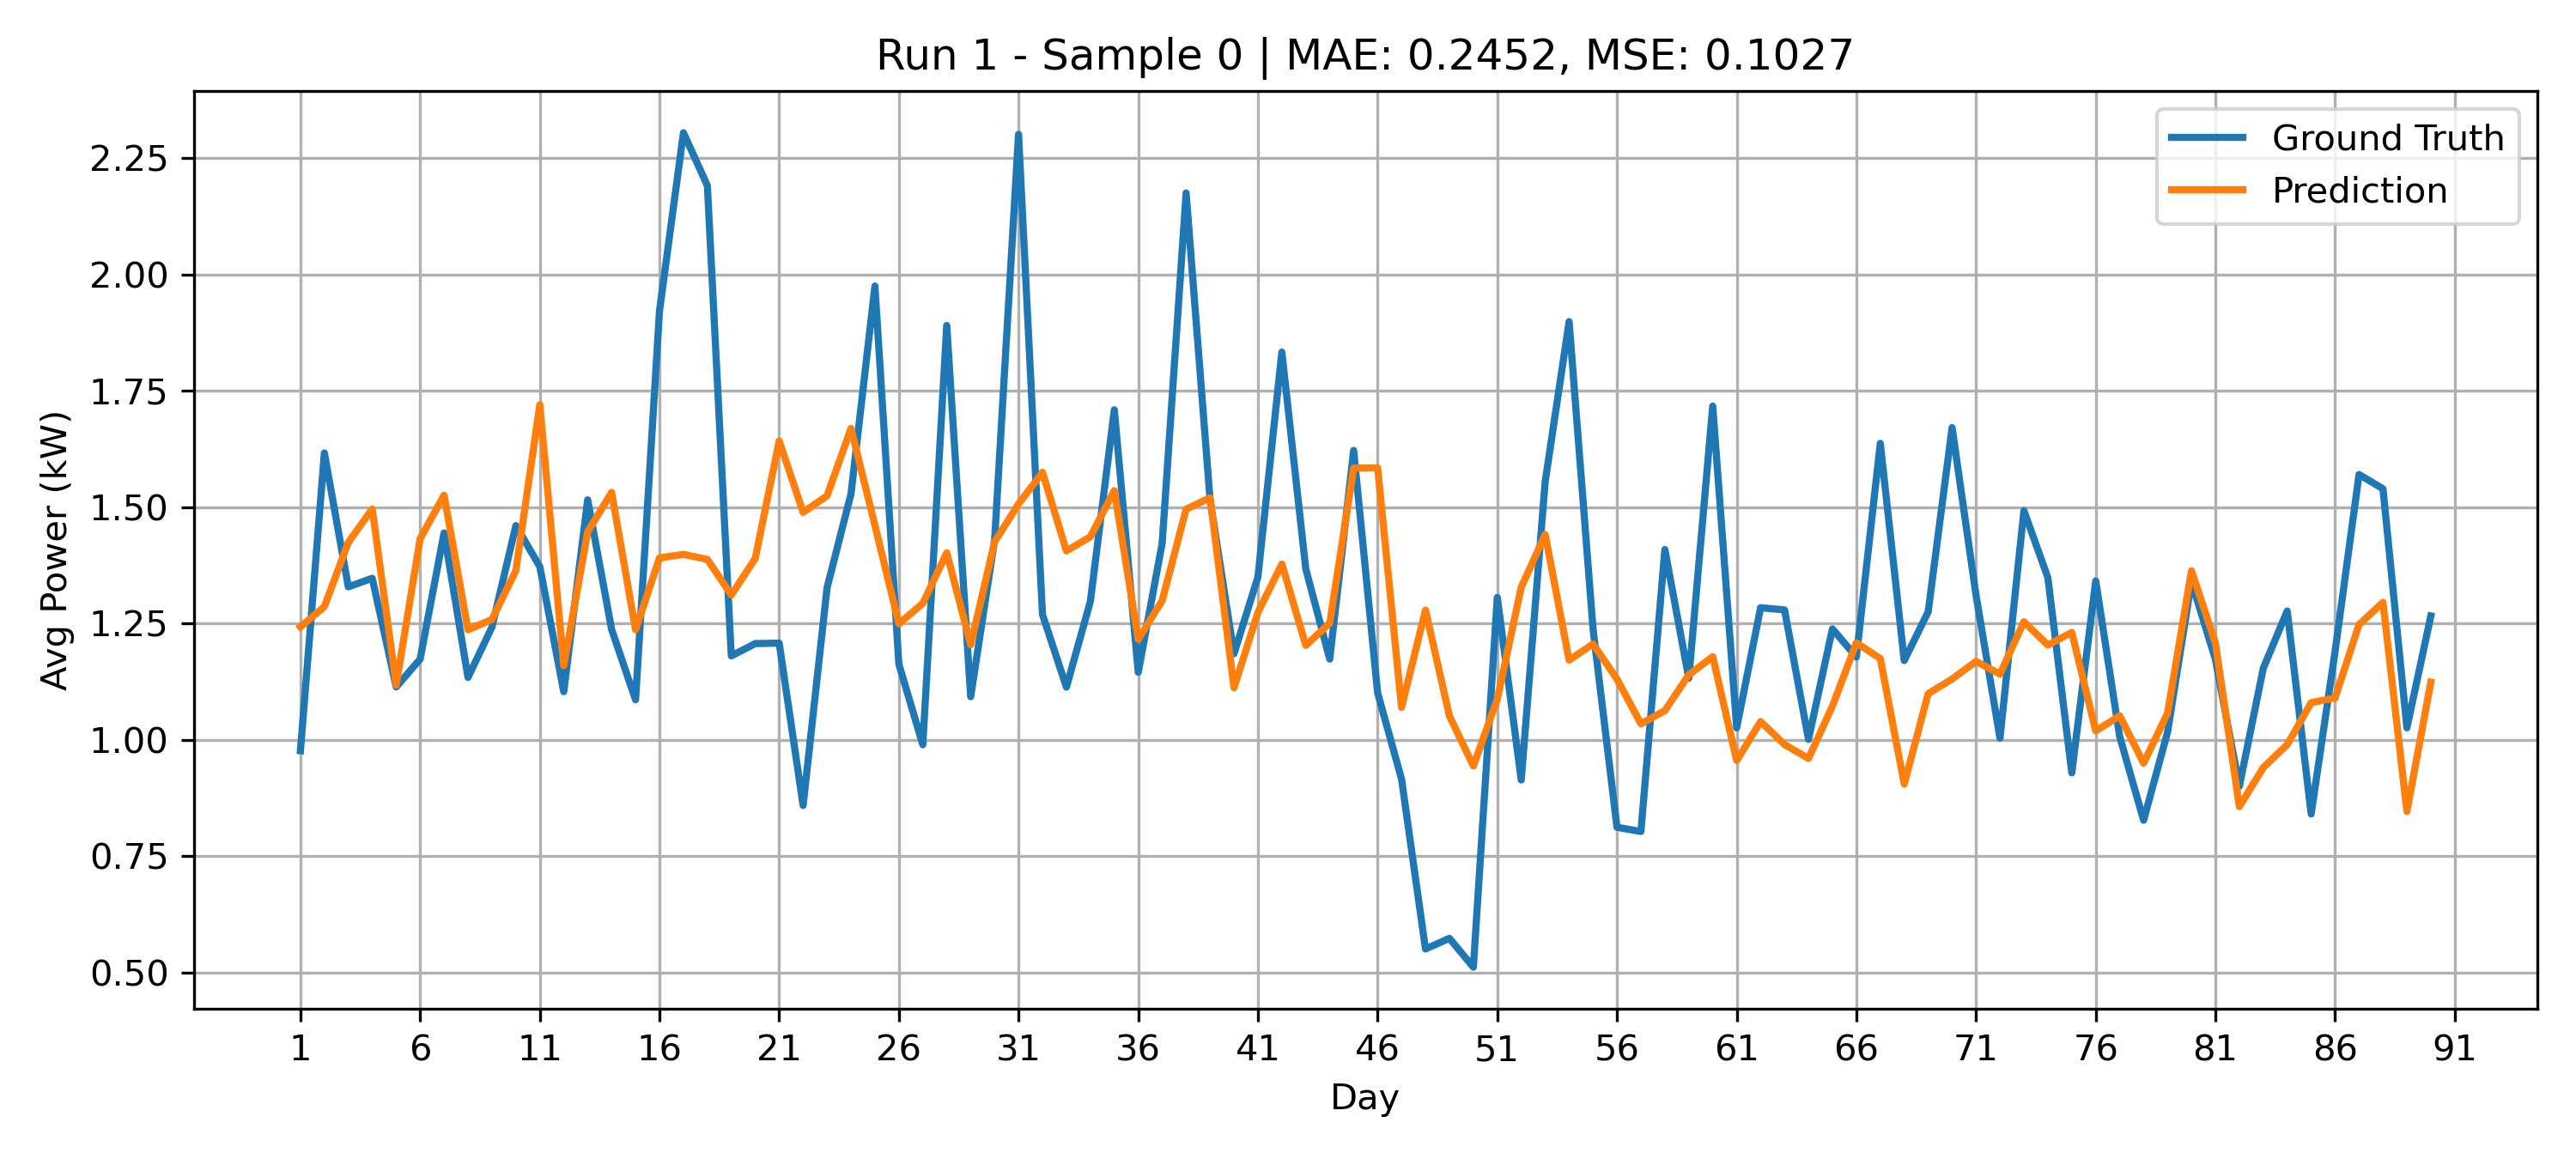 Run 1 - Sample 0 | MAE: 0.2452, MSE: 0.1027
Ground Truth
Prediction
Avg Power (kW)
2.25
2.00
1.75
1.50
1.25
1.00
0.75
0.50
1 6 11 16 21 26 31 36 41 46 51 56 61 66 71 76 81 86 91
Day